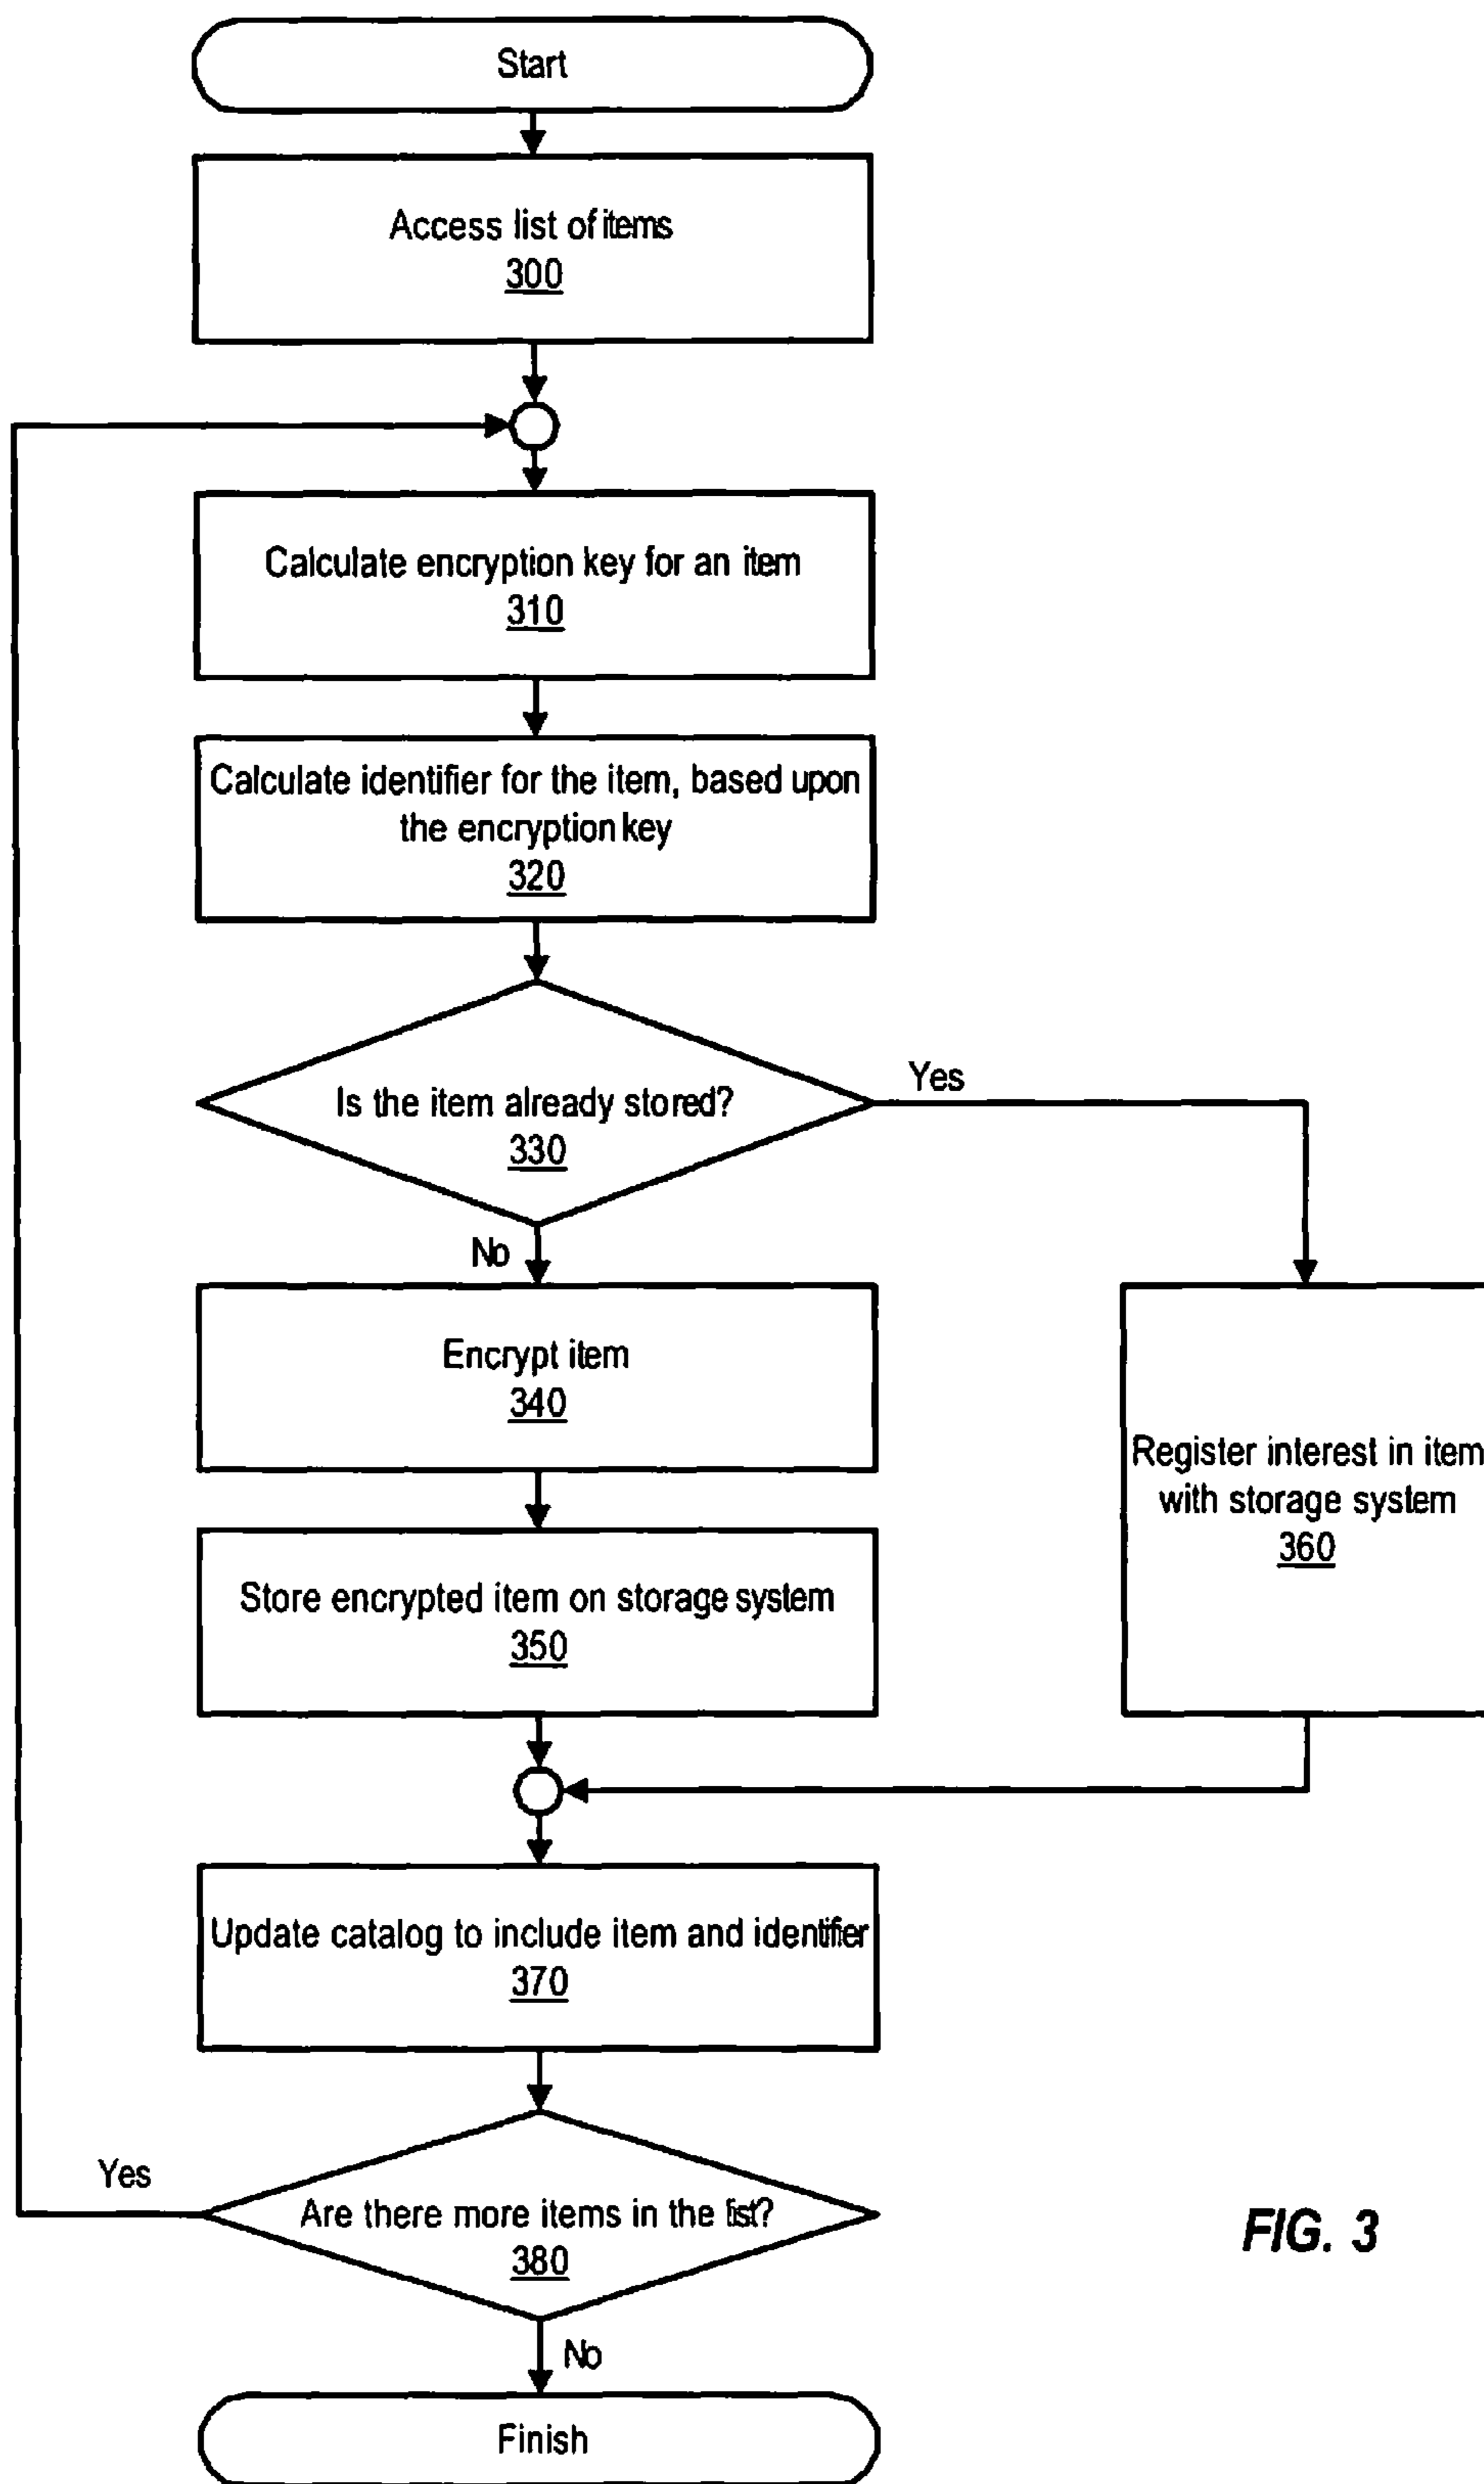 Start
Access list of items
300
Calculate encryption key for an item
310
Calculate identifier for the item, based upon
the encryption key
320
Is the item already stored?
330
Yes
No
Encrypt item
340
Register interest in item
with storage system
360
Store encrypted item on storage system
350
Update catalog to include item and identifier
370
Yes
Are there more items in the list?
380
FIG. 3
No
Finish